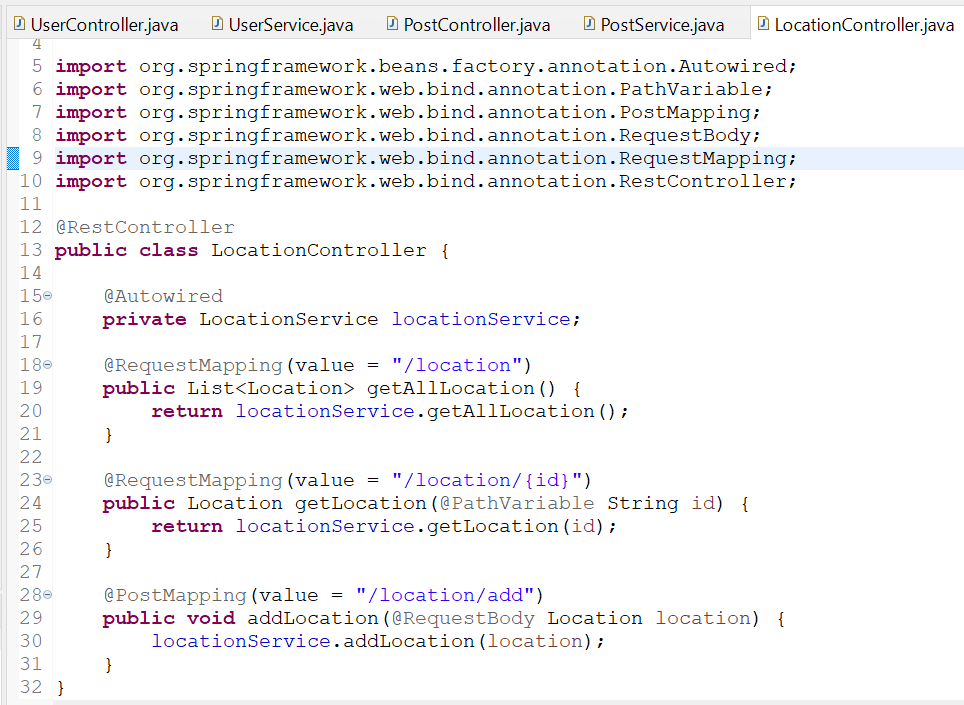 UserController.java UserService.java PostController.java PostService.java LocationController.java
4
5 import org.springframework.beans.factory.annotation.Autowired;
6 import org.springframework.web.bind.annotation.PathVariable;
7 import org.springframework.web.bind.annotation.PostMapping;
8 import org.springframework.web.bind.annotation.RequestBody;
9 import org.springframework.web.bind.annotation.RequestMapping;
10 import org.springframework.web.bind.annotation.RestController;
11
12 @RestController
13 public class LocationController {
14
15 @Autowired
16 private LocationService locationService;
17
18 @RequestMapping(value = "/location")
19 public List<Location> getAllLocation() {
20 return locationService.getAllLocation();
21 }
22
23 @RequestMapping(value = "/location/{id}")
24 public Location getLocation(@PathVariable String id) {
25 return locationService.getLocation(id);
26 }
27
28 @PostMapping(value = "/location/add")
29 public void addLocation(@RequestBody Location location) {
30 locationService.addLocation(location);
31 }
32 }